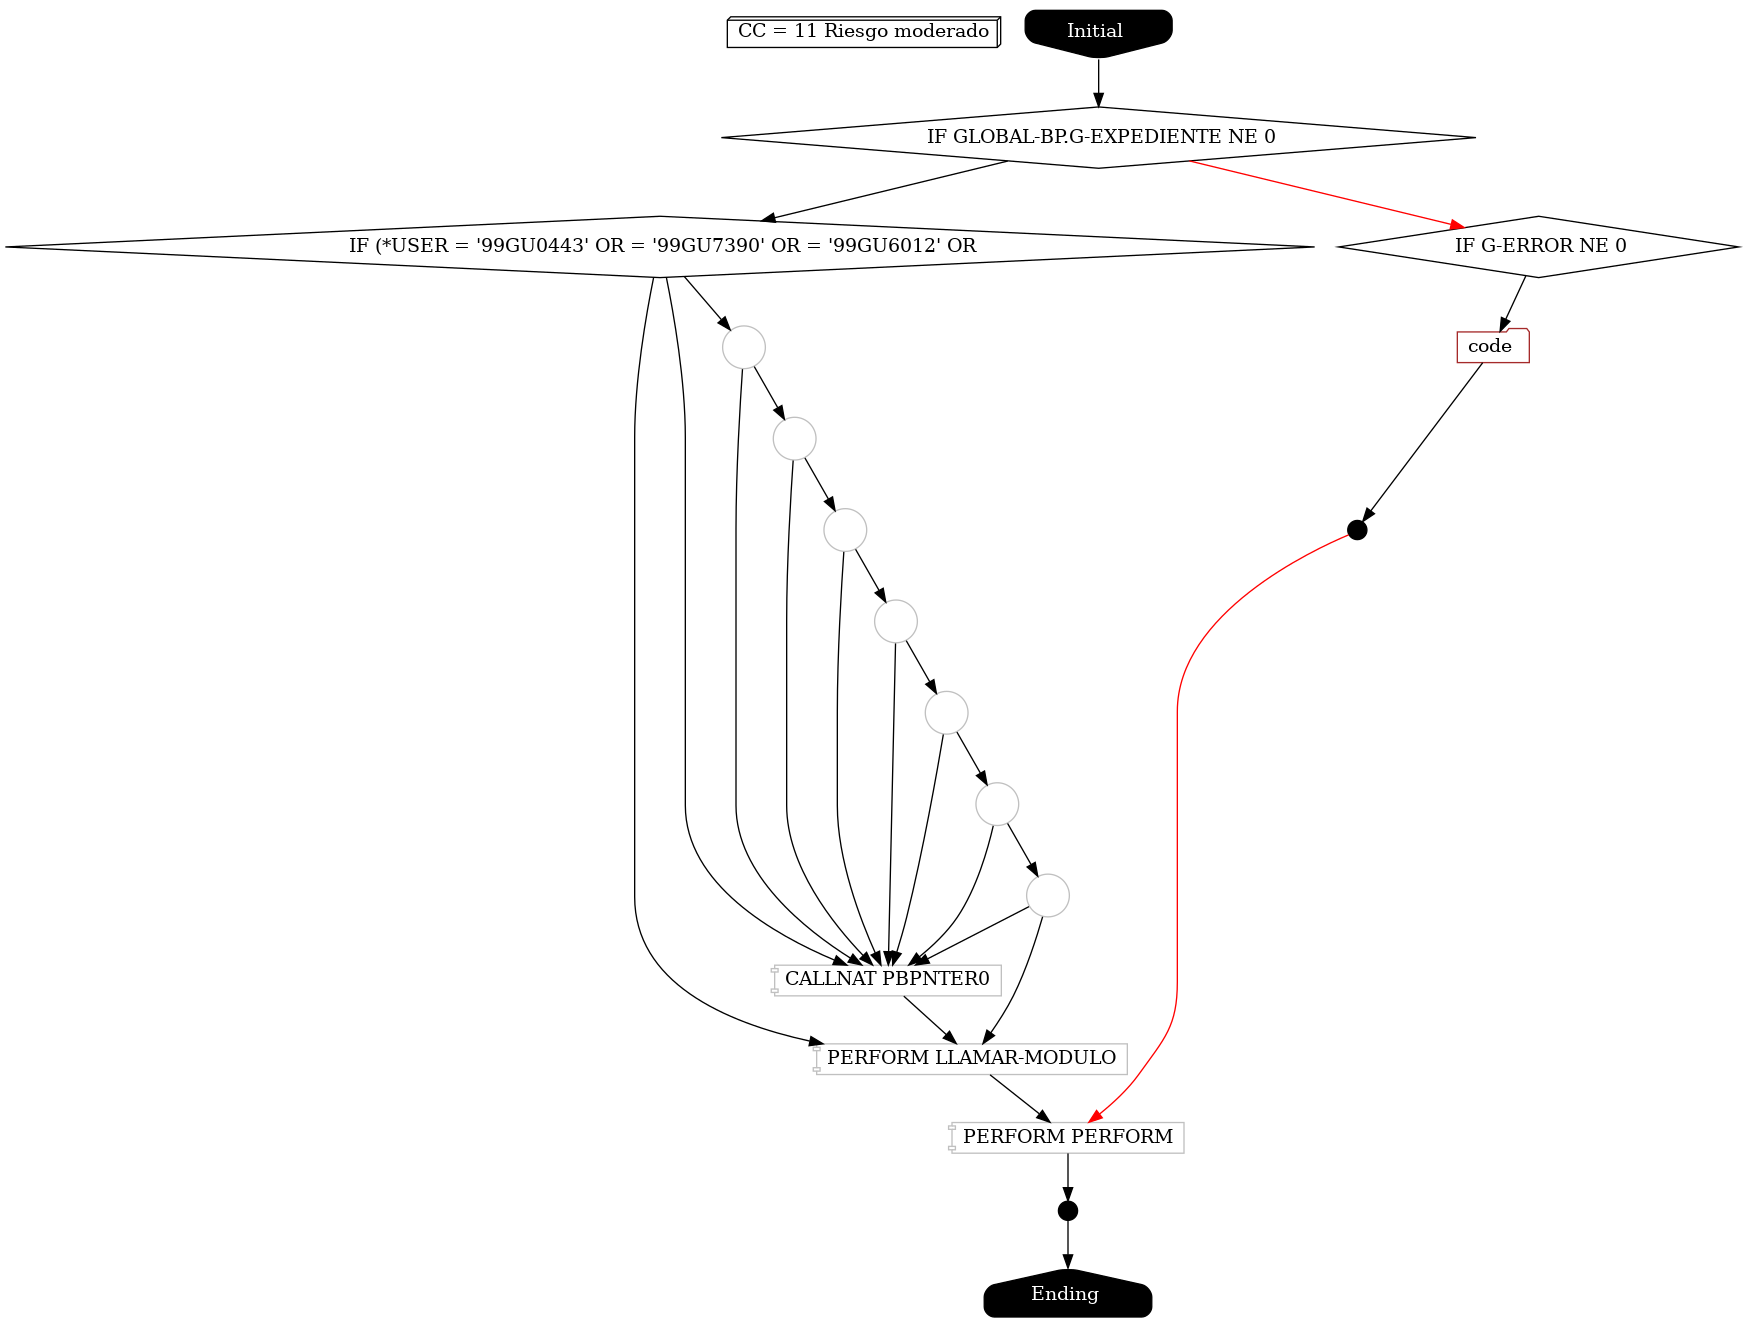 CC = 11 Riesgo moderado
Initial
IF GLOBAL-BP.G-EXPEDIENTE NE 0
IF (*USER = '99GU0443' OR = '99GU7390' OR = '99GU6012' OR
IF G-ERROR NE 0
code
CALLNAT PBPNTER0
PERFORM LLAMAR-MODULO
PERFORM PERFORM
Ending